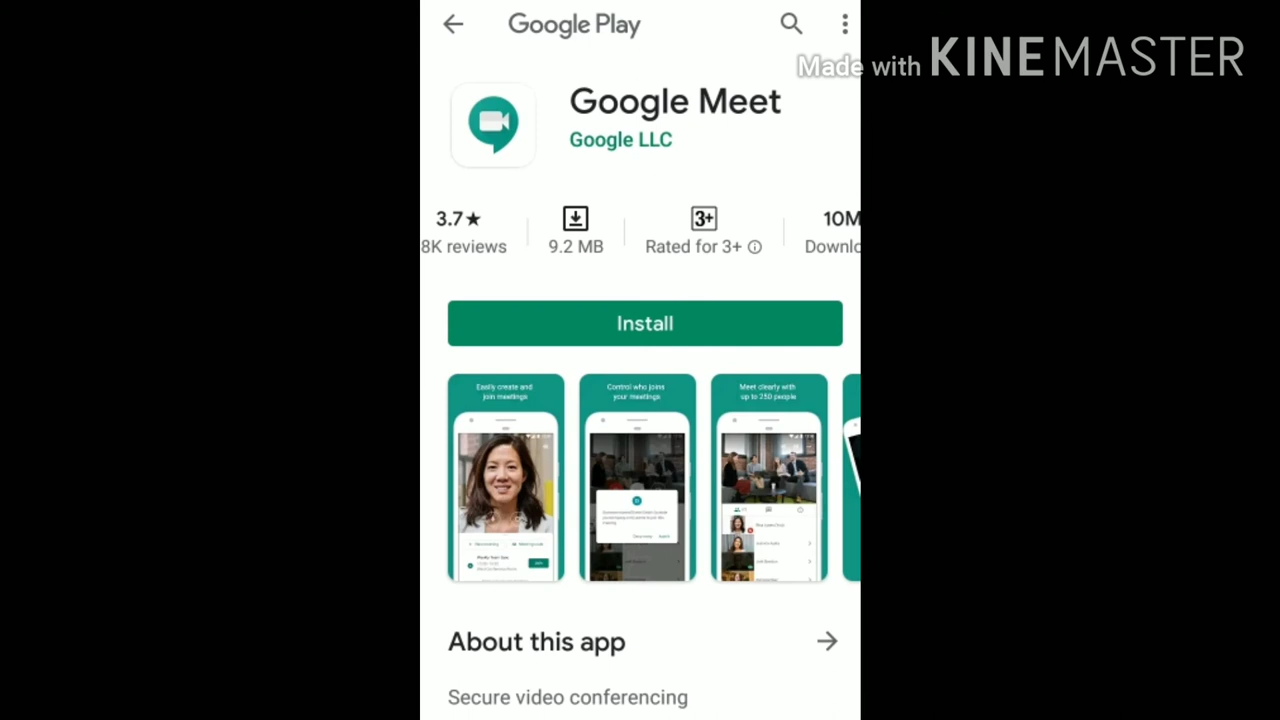 Google Play
Made with KINEMASTER
Google Meet
Google LLC
3.7★
8K reviews
9.2 MB
3+
Rated for 3+
10M
Downlo
Install
Easily create and
join meetings
Control who joins
your meetings
Meet clearly with
up to 250 people
About this app
Secure video conferencing